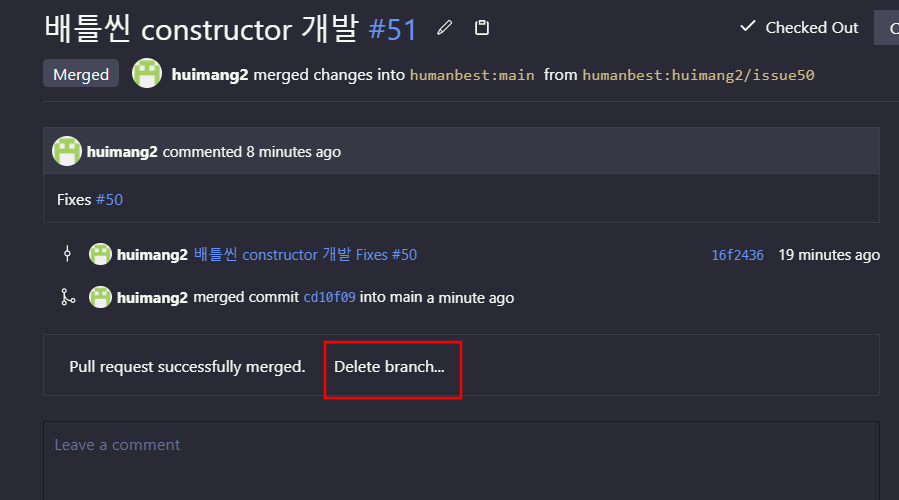 배틀씬 constructor 개발 #51
Checked Out
Merged huimang2 merged changes into humanbest:main from humanbest:huimang2/issue50
huimang2 commented 8 minutes ago
Fixes #50
huimang2 배틀씬 constructor 개발 Fixes #50 16f2436 19 minutes ago
huimang2 merged commit cd10f09 into main a minute ago
Pull request successfully merged. Delete branch...
Leave a comment